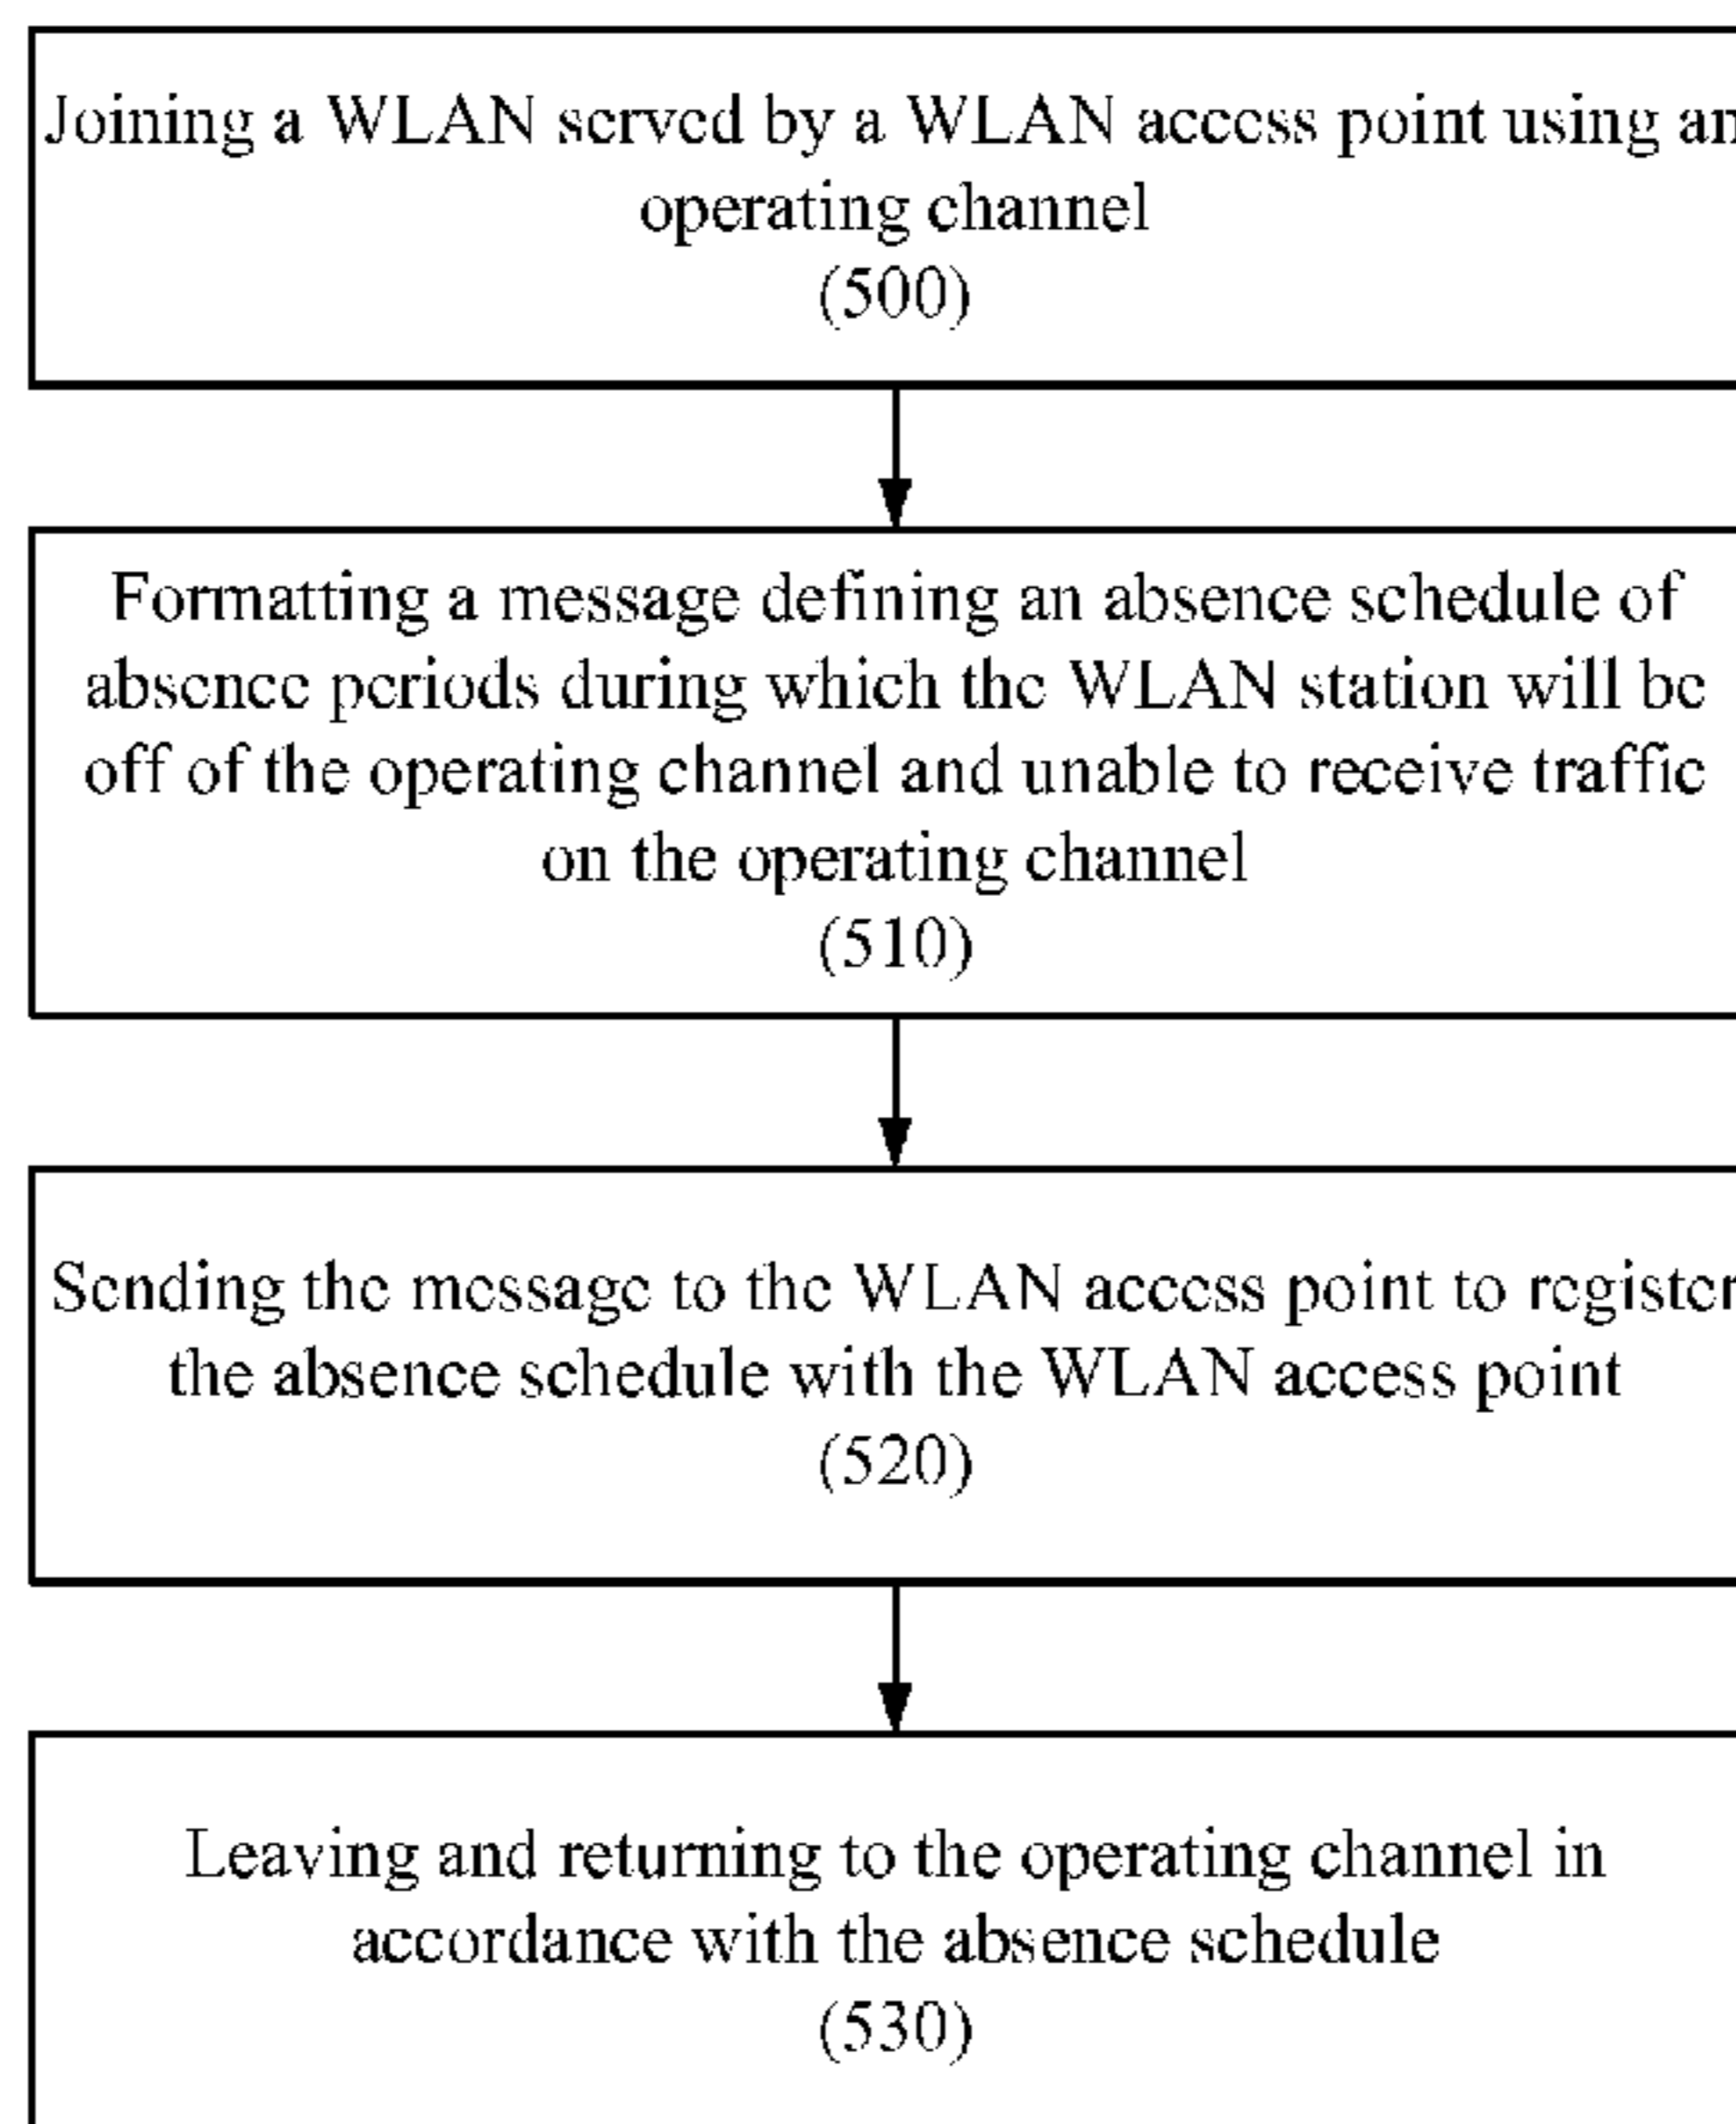 Joining a WLAN served by a WLAN access point using an
operating channel
(500)
Formatting a message defining an absence schedule of
absence periods during which the WLAN station will be
off of the operating channel and unable to receive traffic
on the operating channel
(510)
Sending the message to the WLAN access point to register
the absence schedule with the WLAN access point
(520)
Leaving and returning to the operating channel in
accordance with the absence schedule
(530)